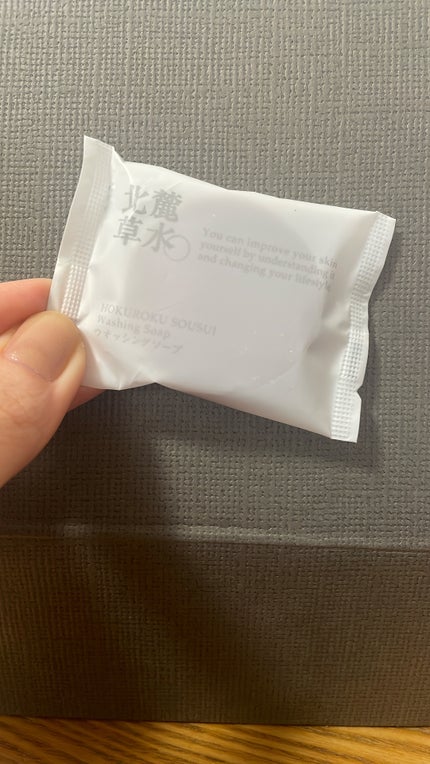 北麓
草水
You can improve your skin
yourself by understanding it
and changing your lifestyle
HOKUROKU SOUSUI
Washing Soap
ウォッシングソープ